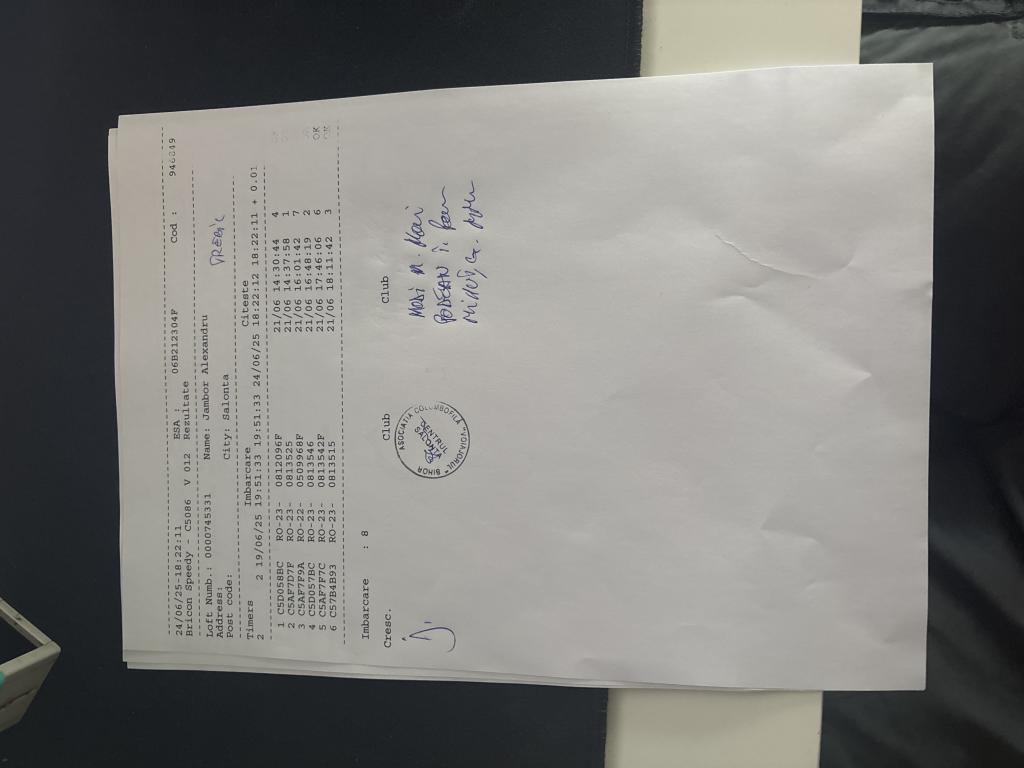 24/06/25-18:22:11 ESA : 06B212304F Cod : 946849
Bricon Speedy - C5086 V 012 Rezultate
Loft Numb.: 0000745331 Name: Jambor Alexandru
Address:
Post code: City: Salonta
Timers Imbarcare Citeste
2 2 19/06/25 19:51:33 19:51:33 24/06/25 18:22:12 18:22:11 + 0.01
1 C5D058BC RO-23- 0812096F 21/06 14:30:44 4
2 C5AF7D7F RO-23- 0813525 21/06 14:37:58 1
3 C5AF7F9A RO-22- 0509968F 21/06 16:01:42 7
4 C5D057BC RO-23- 0813546 21/06 16:48:19 2
5 C5AF7F7C RO-23- 0813542F 21/06 17:46:06 6 OK
6 C57B4B93 RO-23- 0813515 21/06 18:11:42 3 OK
Imbarcare : 8
Cresc. Club Club
ASOCIATIA COLUMBOFILA "VOIAJORUL" BIHOR
CENTRUL
SALONTA